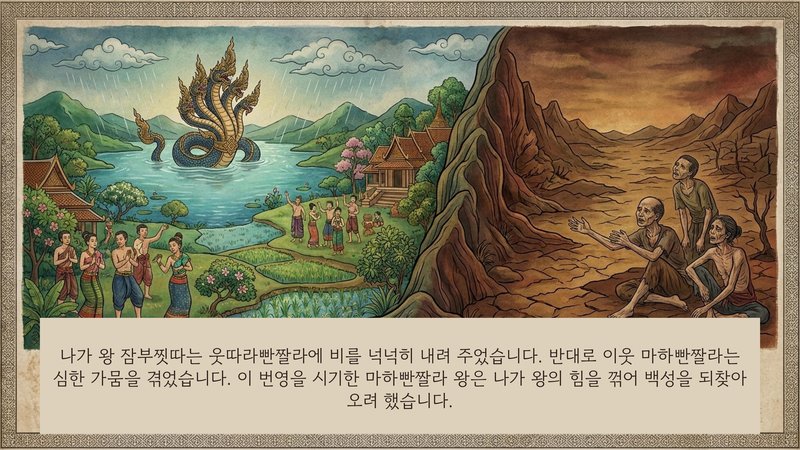 나가 왕 잠부찟따는 웃따라빤짤라에 비를 넉넉히 내려 주었습니다. 반대로 이웃 마하빤짤라는
심한 가뭄을 겪었습니다. 이 번영을 시기한 마하빤짤라 왕은 나가 왕의 힘을 꺾어 백성을 되찾아
오려 했습니다.